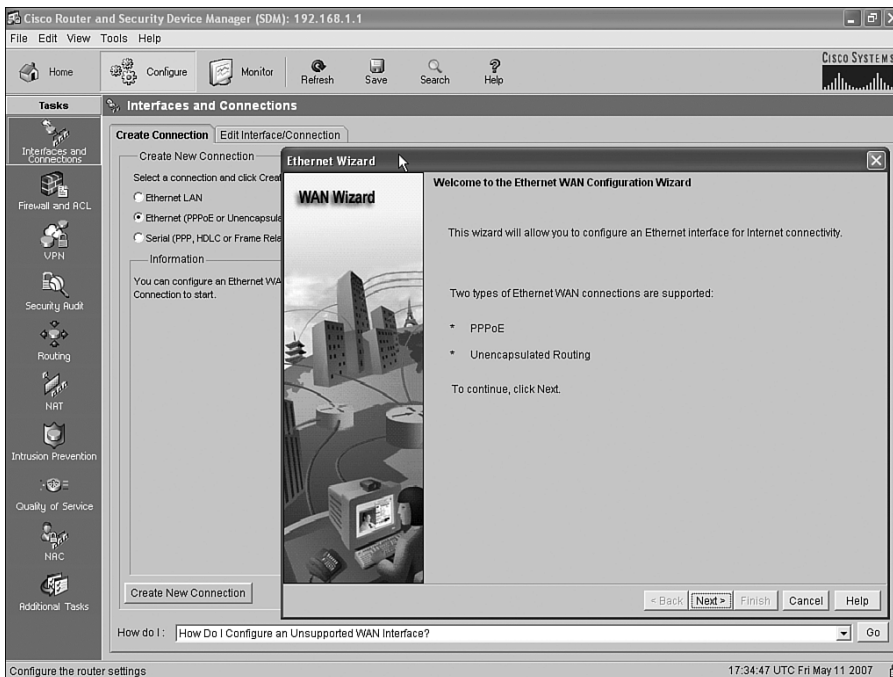 Cisco Router and Security Device Manager (SDM): 192.168.1.1
File Edit View Tools Help
Home
Configure
Monitor
Refresh
Save
Search
Help
CISCO SYSTEMS
Tasks
Interfaces and Connections
Interfaces and
Connections
Firewall and ACL
VPN
Security Audit
Routing
NAT
Intrusion Prevention
Quality of Service
NAC
Additional Tasks
Create Connection
Edit Interface/Connection
Create New Connection
Select a connection and click Creat
Ethernet LAN
Ethernet (PPPoE or Unencapsula
Serial (PPP, HDLC or Frame Rele
Information
You can configure an Ethernet WA
Connection to start.
Create New Connection
Ethernet Wizard
WAN Wizard
Welcome to the Ethernet WAN Configuration Wizard
This wizard will allow you to configure an Ethernet interface for Internet connectivity.
Two types of Ethernet WAN connections are supported:
* PPPoE
* Unencapsulated Routing
To continue, click Next.
< Back
Next >
Finish
Cancel
Help
How do I: How Do I Configure an Unsupported WAN Interface?
Go
Configure the router settings
17:34:47 UTC Fri May 11 2007